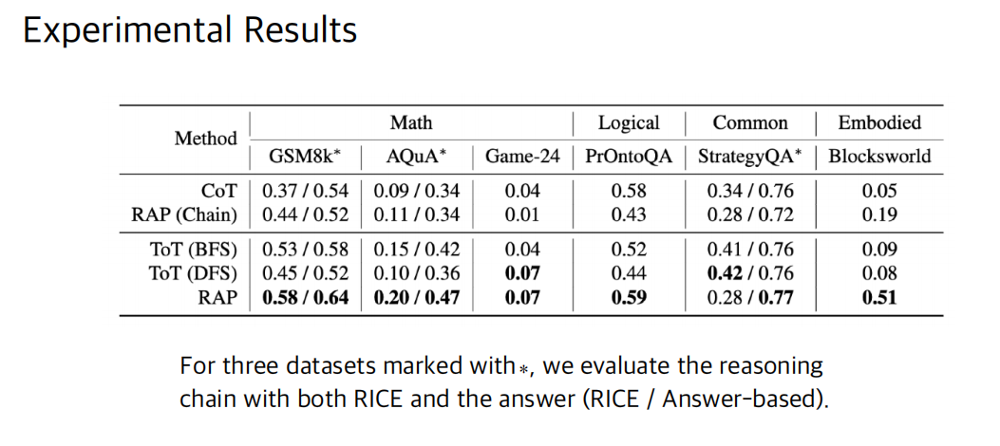 Experimental Results
Method Math Logical Common Embodied
GSM8k* AQuA* Game-24 PrOntoQA StrategyQA* Blocksworld
CoT 0.37 / 0.54 0.09 / 0.34 0.04 0.58 0.34 / 0.76 0.05
RAP (Chain) 0.44 / 0.52 0.11 / 0.34 0.01 0.43 0.28 / 0.72 0.19
ToT (BFS) 0.53 / 0.58 0.15 / 0.42 0.04 0.52 0.41 / 0.76 0.09
ToT (DFS) 0.45 / 0.52 0.10 / 0.36 0.07 0.44 0.42 / 0.76 0.08
RAP 0.58 / 0.64 0.20 / 0.47 0.07 0.59 0.28 / 0.77 0.51
For three datasets marked with *, we evaluate the reasoning
chain with both RICE and the answer (RICE / Answer-based).